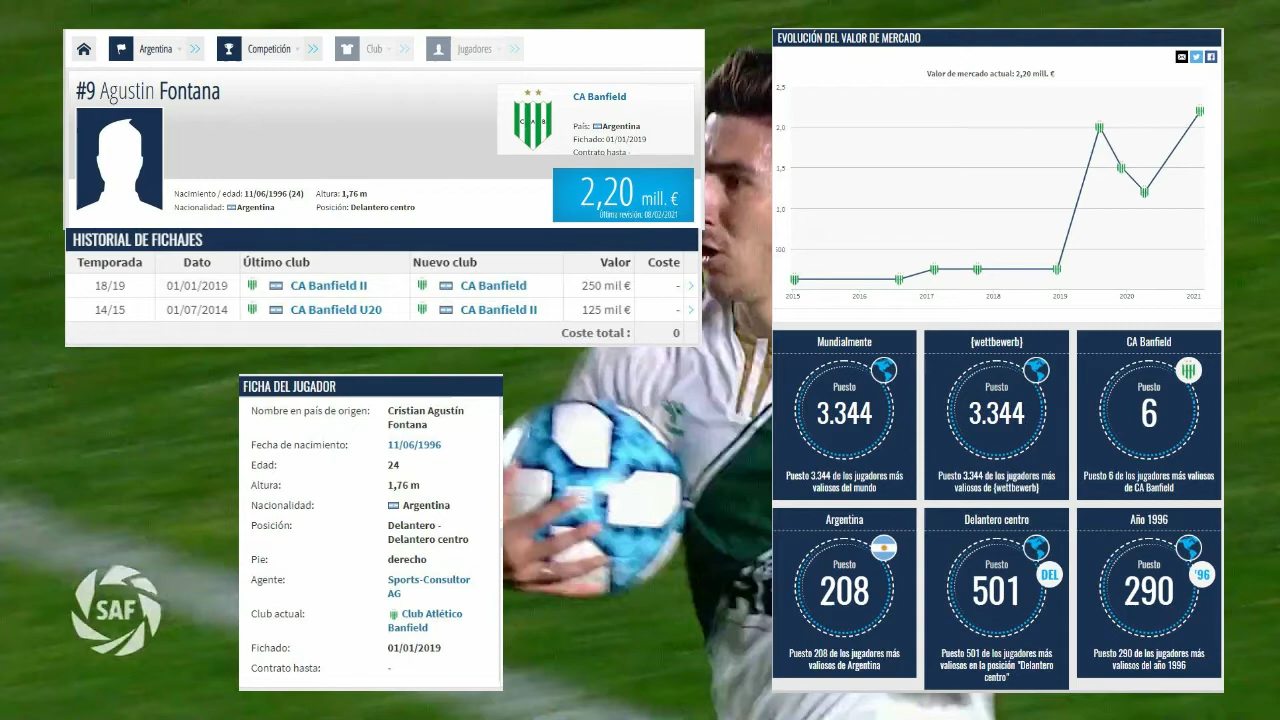 Argentina
Competición
Club
Jugadores
#9 Agustin Fontana
CA Banfield
País: Argentina
Fichado: 01/01/2019
Contrato hasta -
Nacimiento / edad: 11/06/1996 (24)
Altura: 1,76 m
Nacionalidad: Argentina
Posición: Delantero centro
2,20 mill. €
Última revisión: 08/02/2021
HISTORIAL DE FICHAJES
Temporada Dato Último club Nuevo club Valor Coste
18/19 01/01/2019 CA Banfield II CA Banfield 250 mil € -
14/15 01/07/2014 CA Banfield U20 CA Banfield II 125 mil € -
Coste total : 0
FICHA DEL JUGADOR
Nombre en país de origen: Cristian Agustín
Fontana
Fecha de nacimiento: 11/06/1996
Edad: 24
Altura: 1,76 m
Nacionalidad: Argentina
Posición: Delantero -
Delantero centro
Pie: derecho
Agente: Sports-Consultor
AG
Club actual: Club Atlético
Banfield
Fichado: 01/01/2019
Contrato hasta: -
SAF
EVOLUCIÓN DEL VALOR DE MERCADO
Valor de mercado actual: 2,20 mill. €
2,5
2,0
1,5
1,0
500
2015 2016 2017 2018 2019 2020 2021
Mundialmente
Puesto
3.344
Puesto 3.344 de los jugadores más
valiosos del mundo
{wettbewerb}
Puesto
3.344
Puesto 3.344 de los jugadores más
valiosos de {wettbewerb}
CA Banfield
Puesto
6
Puesto 6 de los jugadores más valiosos
de CA Banfield
Argentina
Puesto
208
Puesto 208 de los jugadores más
valiosos de Argentina
Delantero centro
Puesto
DEL
501
Puesto 501 de los jugadores más
valiosos en la posición "Delantero
centro"
Año 1996
Puesto
'96
290
Puesto 290 de los jugadores más
valiosos del año 1996